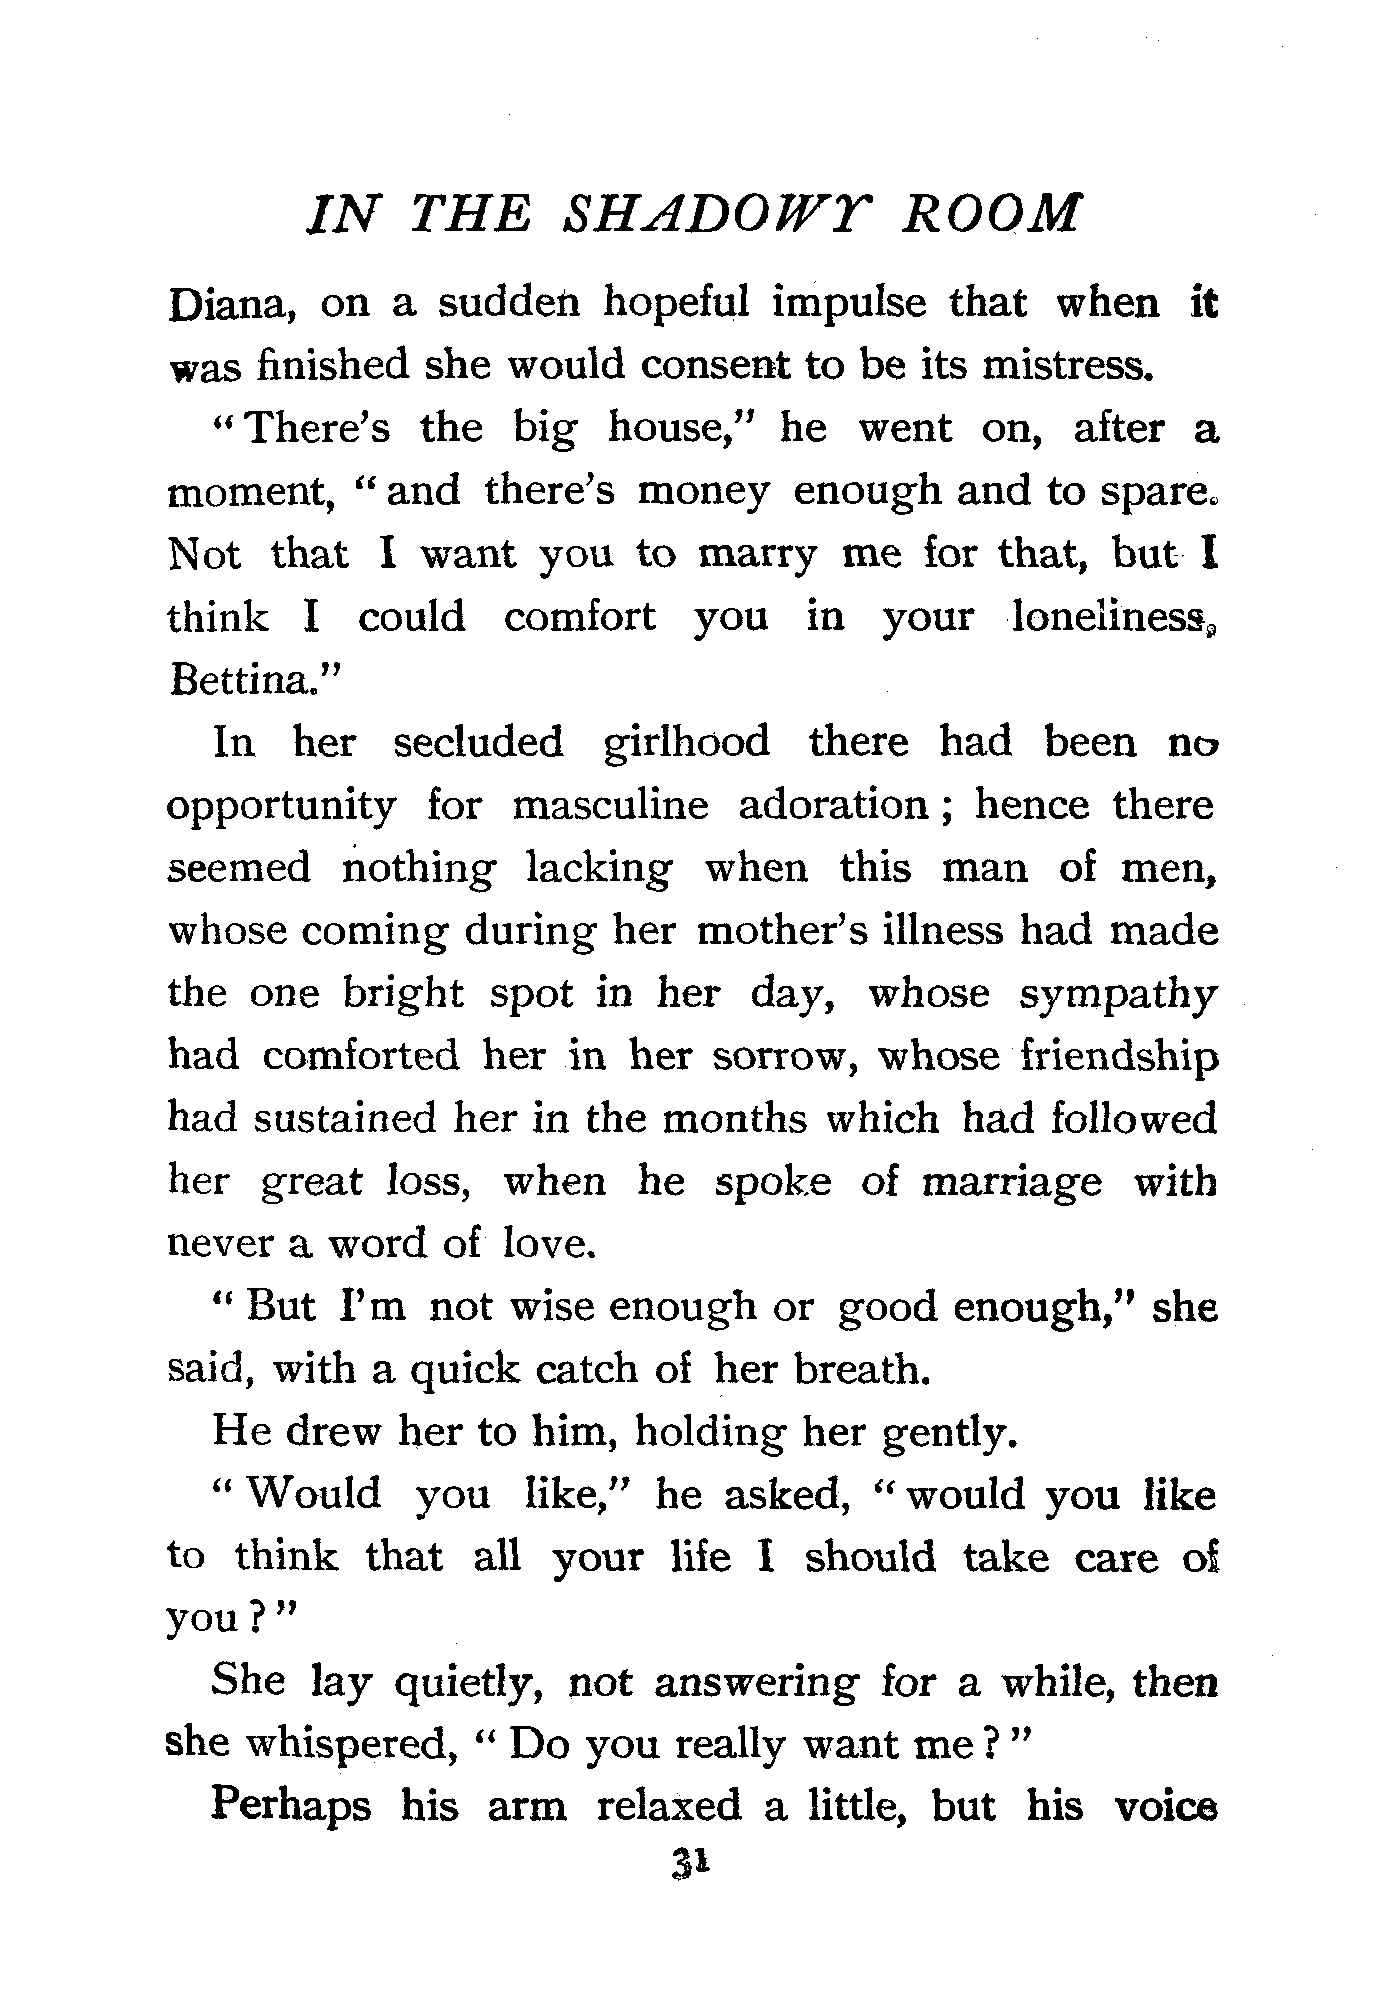 IN THE SHADOWY ROOM
Diana, on a sudden hopeful impulse that when it
was finished she would consent to be its mistress.
“ There’s the big house,” he went on, after a
moment, “ and there’s money enough and to spare.
Not that I want you to marry me for that, but I
think I could comfort you in your loneliness,
Bettina.”
In her secluded girlhood there had been no
opportunity for masculine adoration ; hence there
seemed nothing lacking when this man of men,
whose coming during her mother’s illness had made
the one bright spot in her day, whose sympathy
had comforted her in her sorrow, whose friendship
had sustained her in the months which had followed
her great loss, when he spoke of marriage with
never a word of love.
“ But I’m not wise enough or good enough,” she
said, with a quick catch of her breath.
He drew her to him, holding her gently.
“ Would you like,” he asked, “ would you like
to think that all your life I should take care of
you ? ”
She lay quietly, not answering for a while, then
she whispered, “ Do you really want me ? ”
Perhaps his arm relaxed a little, but his voice
31